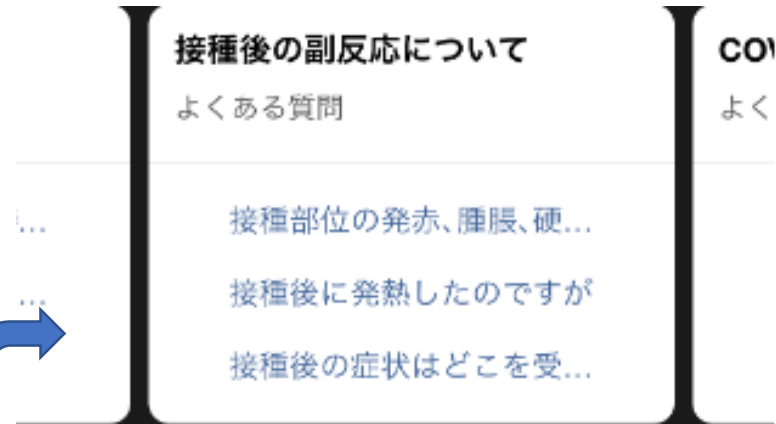 接種後の副反応について
よくある質問
接種部位の発赤、腫脹、硬...
接種後に発熱したのですが
接種後の症状はどこを受...
...
...
COV
よく